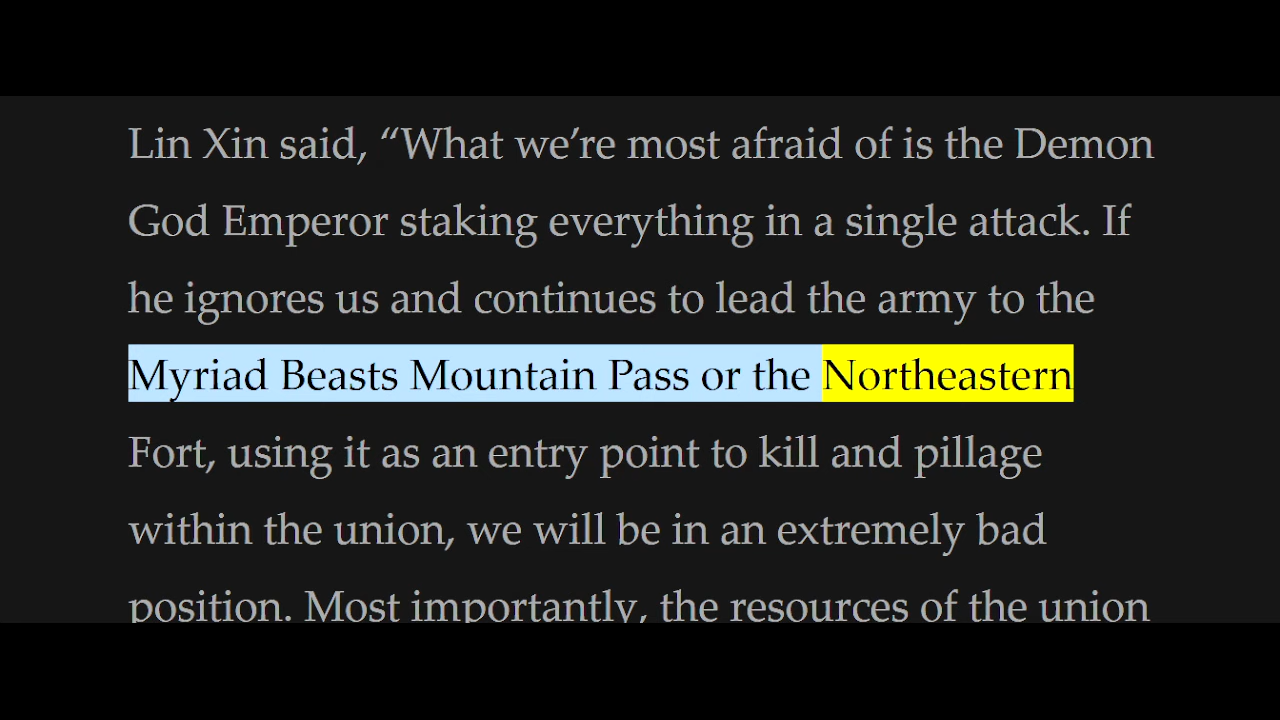 Lin Xin said, “What we’re most afraid of is the Demon
God Emperor staking everything in a single attack. If
he ignores us and continues to lead the army to the
Myriad Beasts Mountain Pass or the Northeastern
Fort, using it as an entry point to kill and pillage
within the union, we will be in an extremely bad
position. Most importantly, the resources of the union